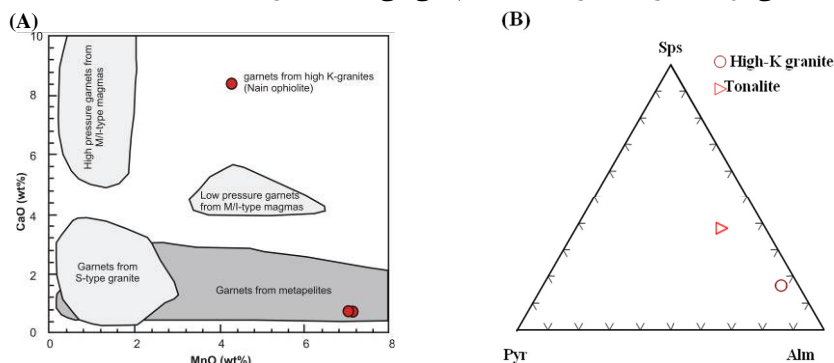 (A)
10
8
6
4
2
0
CaO (wt%)
High pressure garnets from
M/I-type magmas
garnets from high K-granites
(Nain ophiolite)
Low pressure garnets
from M/I-type magmas
Garnets from
S-type granite
Garnets from metapelites
0 2 4 6 8
MnO (wt%)
(B)
Sps
High-K granite
Tonalite
Pyr Alm